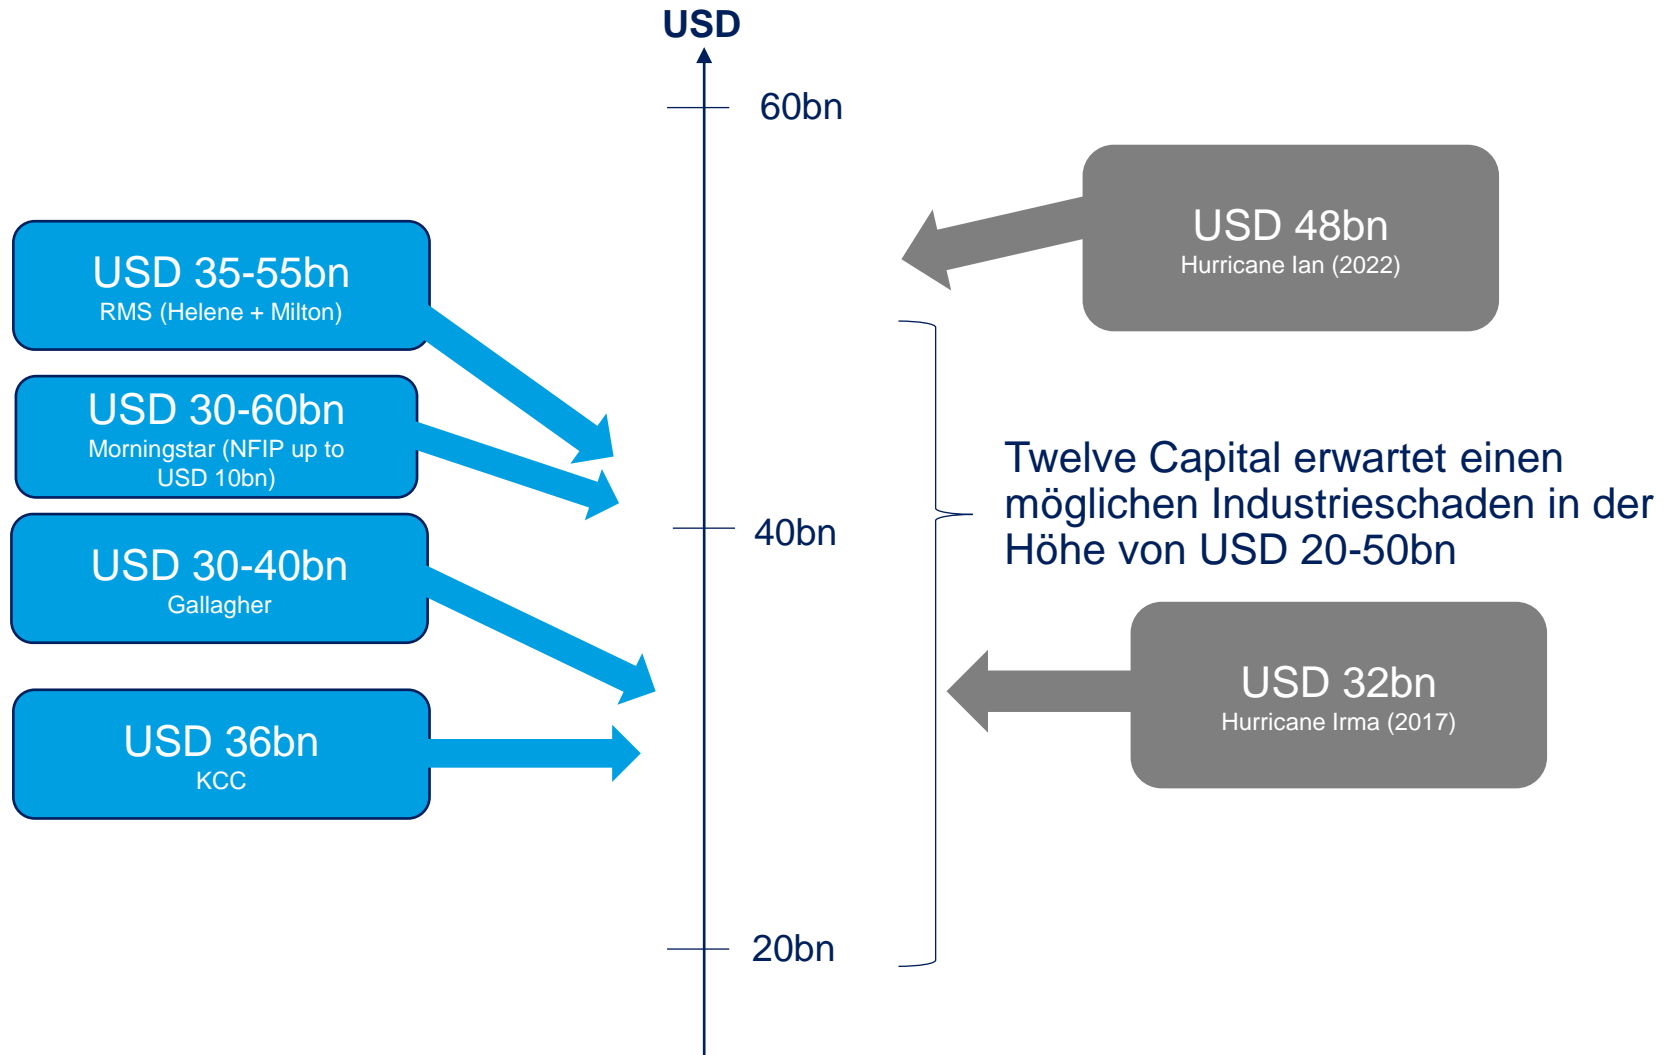 USD
60bn
USD 48bn
Hurricane Ian (2022)
USD 35-55bn
RMS (Helene + Milton)
USD 30-60bn
Morningstar (NFIP up to
USD 10bn)
Twelve Capital erwartet einen
möglichen Industrieschaden in der
Höhe von USD 20-50bn
40bn
USD 30-40bn
Gallagher
USD 32bn
Hurricane Irma (2017)
USD 36bn
KCC
20bn